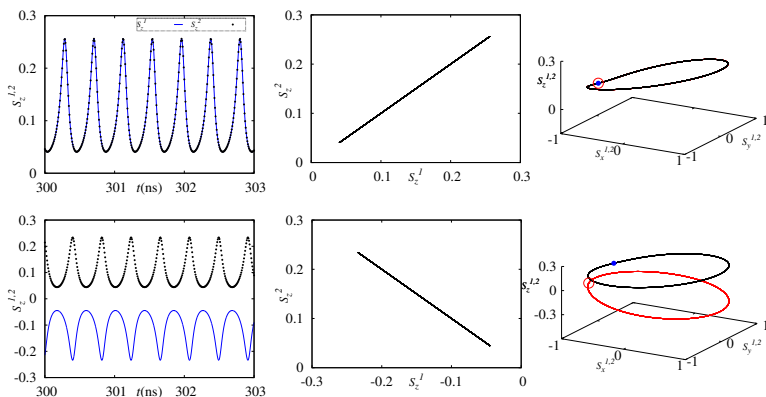 S_z^1 S_z^2
0.3
0.2
0.1
0
S_z^{1,2}
300 301 302 303
t(ns)
0.3
0.2
0.1
0
S_z^2
0 0.1 0.2 0.3
S_z^1
0.3
S_z^{1,2}
0
-1 0 1
S_x^{1,2}
-1 0 1
S_y^{1,2}
0.3
0.2
0.1
0
-0.1
-0.2
-0.3
S_z^{1,2}
300 301 302 303
t(ns)
0.3
0.2
0.1
0
S_z^2
-0.3 -0.2 -0.1 0
S_z^1
0.3
S_z^{1,2}
0
-0.3
-1 0 1
S_x^{1,2}
-1 0 1
S_y^{1,2}